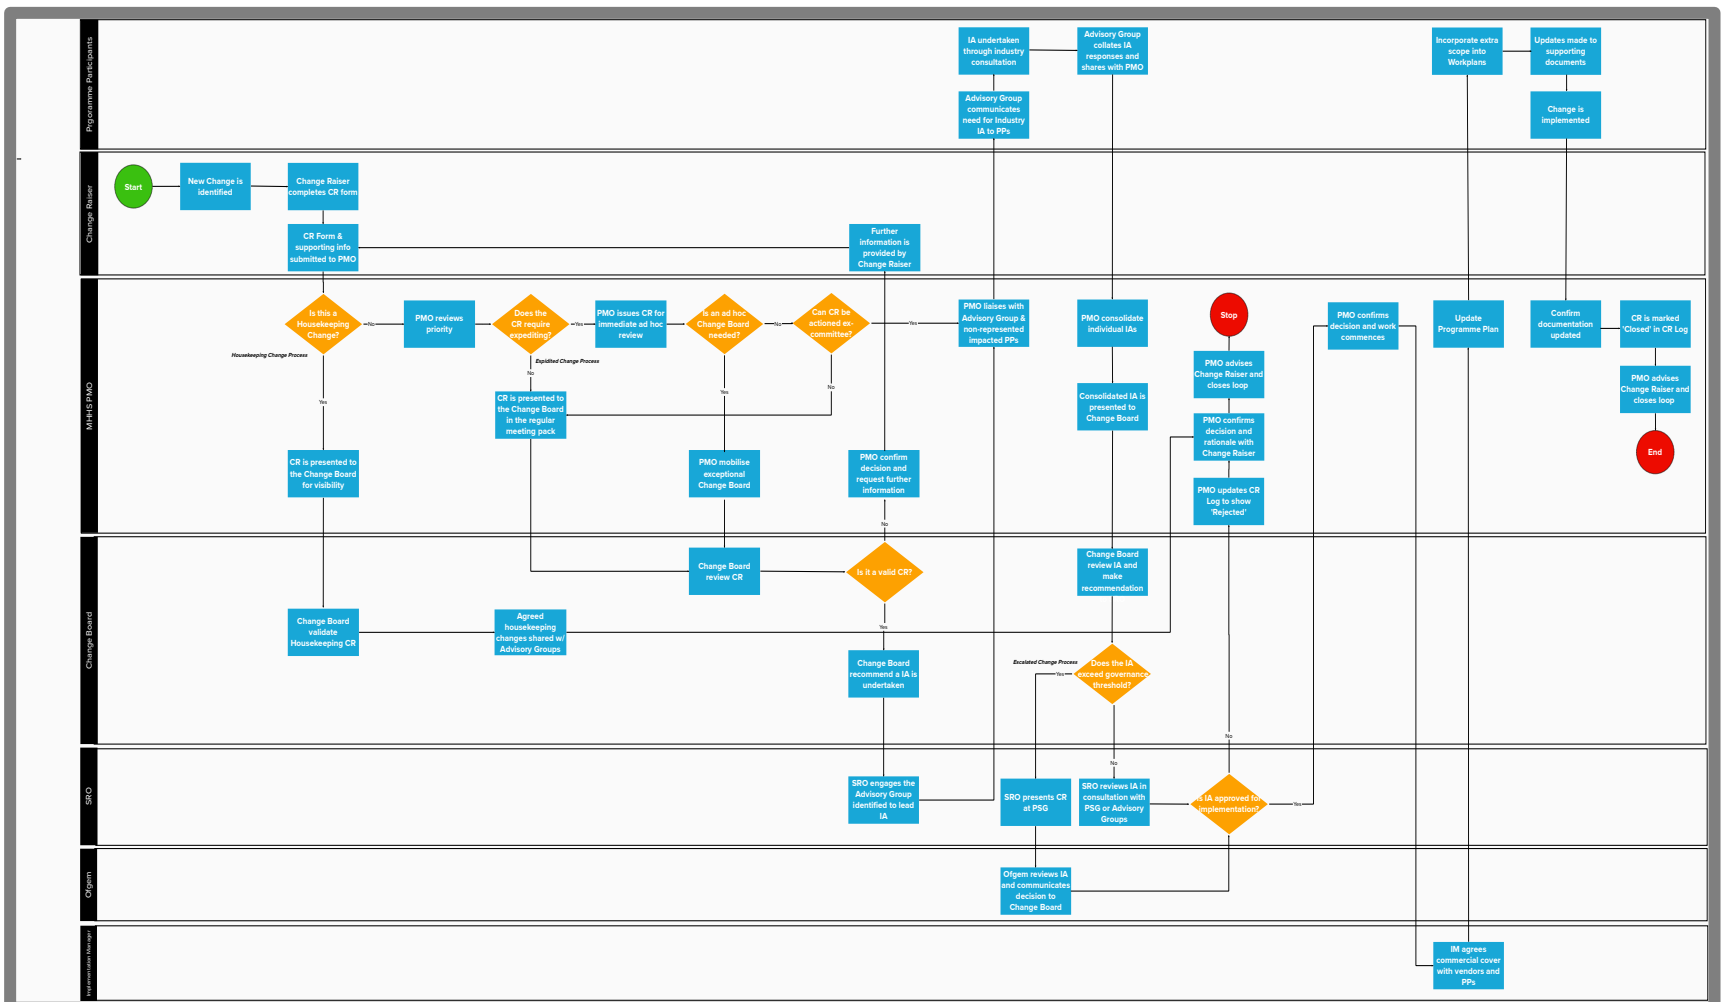 Prgoramme Participants
IA undertaken
through industry
consultation
Advisory Group
collates IA
responses and
shares with PMO
Incorporate extra
scope into
Workplans
Updates made to
supporting
documents
Advisory Group
communicates
need for Industry
IA to PPs
Change is
implemented
Change Raiser
Start
New Change is
identified
Change Raiser
completes CR form
CR Form &
supporting info
submitted to PMO
Further
information is
provided by
Change Raiser
MHHS PMO
Is this a
Housekeeping
Change?
No
Housekeeping Change Process
Yes
PMO reviews
priority
Does the
CR require
expediting?
Yes
Expidited Change Process
No
PMO issues CR for
immediate ad hoc
review
Is an ad hoc
Change Board
needed?
No
Yes
Can CR be
actioned ex-
committee?
Yes
No
PMO liaises with
Advisory Group &
non-represented
impacted PPs
PMO consolidate
individual IAs
Stop
PMO confirms
decision and work
commences
Update
Programme Plan
Confirm
documentation
updated
CR is marked
'Closed' in CR Log
PMO advises
Change Raiser and
closes loop
PMO advises
Change Raiser and
closes loop
CR is presented to
the Change Board
in the regular
meeting pack
Consolidated IA is
presented to
Change Board
PMO confirms
decision and
rationale with
Change Raiser
End
CR is presented to
the Change Board
for visibility
PMO mobilise
exceptional
Change Board
PMO confirm
decision and
request further
information
PMO updates CR
Log to show
'Rejected'
No
Change Board
Change Board
review CR
Is it a valid CR?
Yes
Change Board
review IA and
make
recommendation
Change Board
validate
Housekeeping CR
Agreed
housekeeping
changes shared w/
Advisory Groups
Change Board
recommend a IA is
undertaken
Escalated Change Process
Yes
Does the IA
exceed governance
threshold?
No
No
SRO
SRO engages the
Advisory Group
identified to lead
IA
SRO presents CR
at PSG
SRO reviews IA in
consultation with
PSG or Advisory
Groups
Is IA approved for
implementation?
Yes
Ofgem
Ofgem reviews IA
and communicates
decision to
Change Board
Implementation Manager
IM agrees
commercial cover
with vendors and
PPs